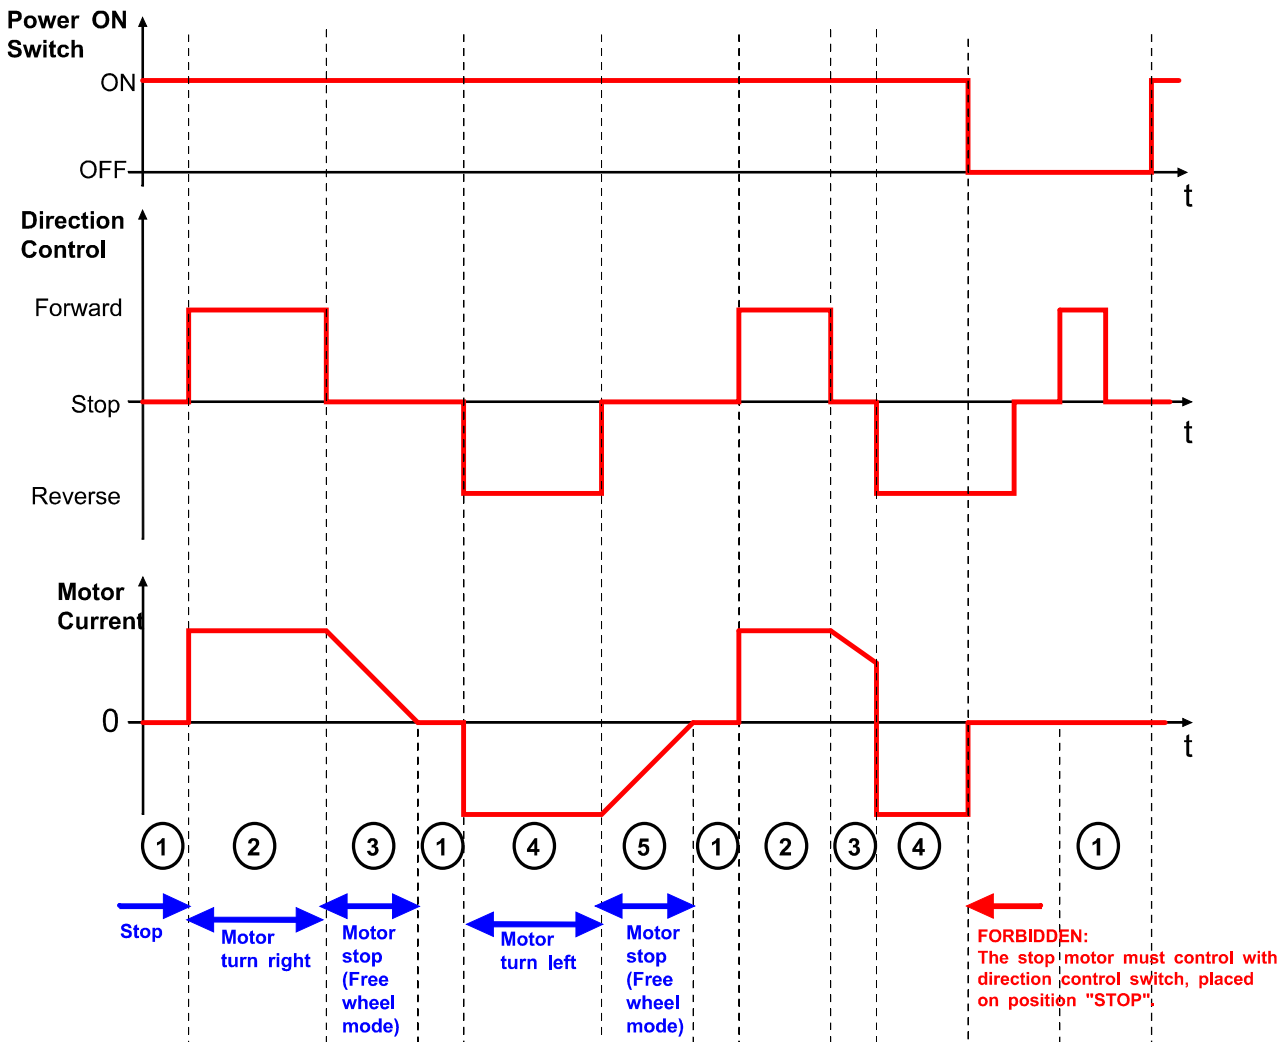 Power ON
Switch
ON
OFF
t
Direction
Control
Forward
Stop
t
Reverse
Motor
Current
0
t
1 2 3 1 4 5 1 2 3 4 1
Stop
Motor
turn right
Motor
stop
(Free
wheel
mode)
Motor
turn left
Motor
stop
(Free
wheel
mode)
FORBIDDEN:
The stop motor must control with
direction control switch, placed
on position "STOP".